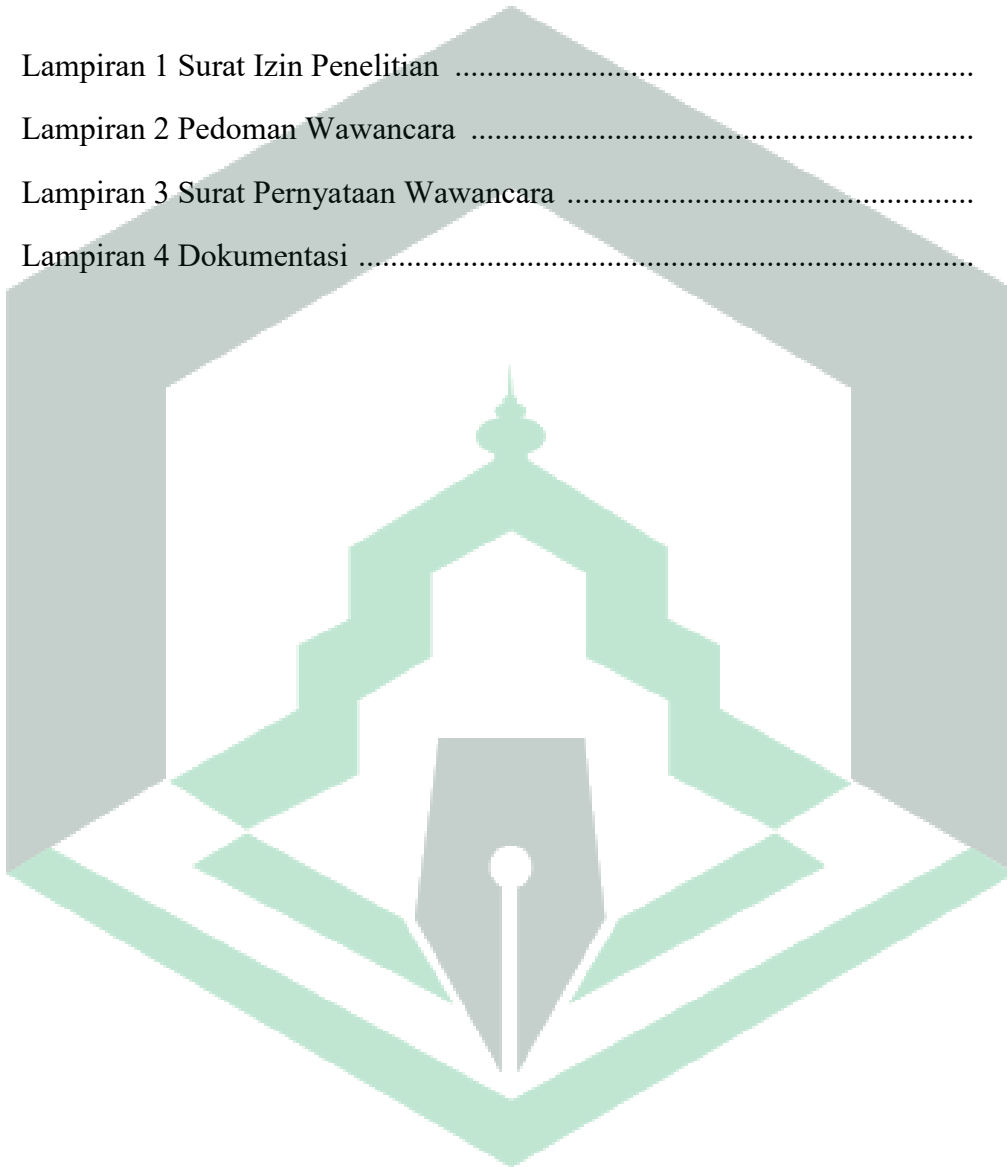 Lampiran 1 Surat Izin Penelitian ................................................................
Lampiran 2 Pedoman Wawancara ..............................................................
Lampiran 3 Surat Pernyataan Wawancara ..................................................
Lampiran 4 Dokumentasi ............................................................................